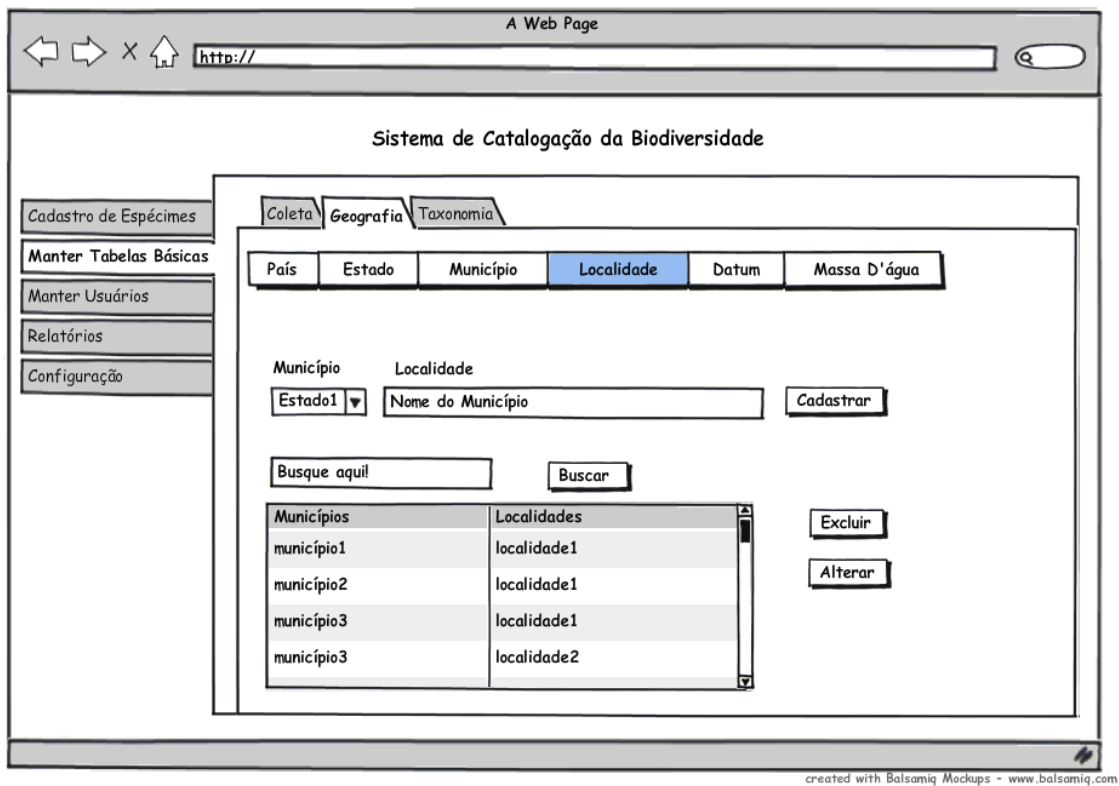 A Web Page
http://
Sistema de Catalogação da Biodiversidade
Cadastro de Espécimes
Manter Tabelas Básicas
Manter Usuários
Relatórios
Configuração
Coleta Geografia Taxonomia
País Estado Município Localidade Datum Massa D'água
Município Localidade
Estado1 Nome do Município Cadastrar
Busque aqui! Buscar
Municípios Localidades
município1 localidade1
município2 localidade1
município3 localidade1
município3 localidade2
Excluir
Alterar
created with Balsamiq Mockups - www.balsamiq.com